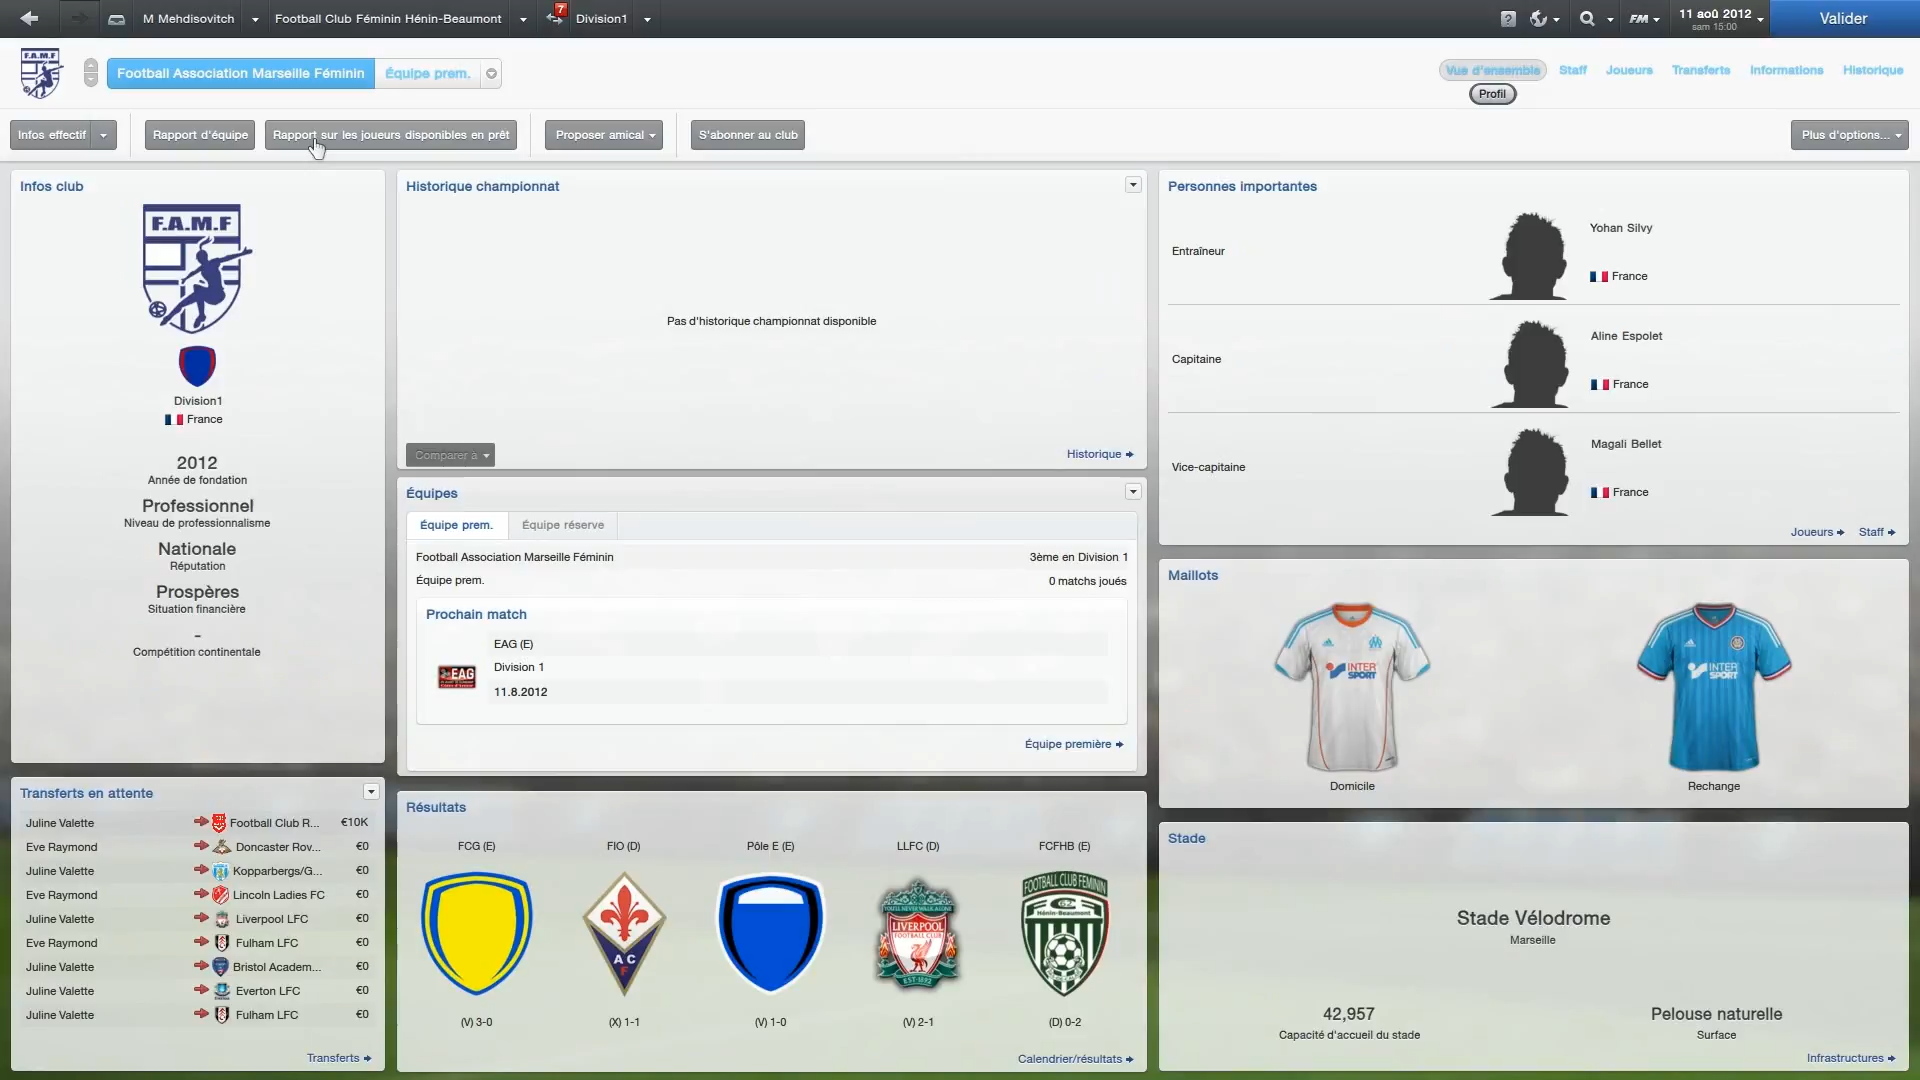 M Mehdisovitch
Football Club Féminin Hénin-Beaumont
7
Division1
?
FM
11 aoû 2012
sam 15:00
Valider
F.A.M.F
Football Association Marseille Féminin
Équipe prem.
Vue d'ensemble
Staff
Joueurs
Transferts
Informations
Historique
Profil
Infos effectif
Rapport d'équipe
Rapport sur les joueurs disponibles en prêt
Proposer amical
S'abonner au club
Plus d'options...
Infos club
F.A.M.F
Division1
France
2012
Année de fondation
Professionnel
Niveau de professionnalisme
Nationale
Réputation
Prospères
Situation financière
-
Compétition continentale
Transferts en attente
Juline Valette Football Club R... €10K
Eve Raymond Doncaster Rov... €0
Juline Valette Kopparbergs/G... €0
Eve Raymond Lincoln Ladies FC €0
Juline Valette Liverpool LFC €0
Eve Raymond Fulham LFC €0
Juline Valette Bristol Academ... €0
Juline Valette Everton LFC €0
Juline Valette Fulham LFC €0
Transferts
Historique championnat
Pas d'historique championnat disponible
Comparer à
Historique
Équipes
Équipe prem.
Équipe réserve
Football Association Marseille Féminin 3ème en Division 1
Équipe prem. 0 matchs joués
Prochain match
EAG
EAG (E)
Division 1
11.8.2012
Équipe première
Résultats
FCG (E) FIO (D) Pôle E (E) LLFC (D) FCFHB (E)
AC
F
YOU'LL NEVER WALK ALONE
LIVERPOOL
FOOTBALL CLUB
EST·1892
FOOTBALL CLUB FEMININ
62
Hénin-Beaumont
(V) 3-0 (X) 1-1 (V) 1-0 (V) 2-1 (D) 0-2
Calendrier/résultats
Personnes importantes
Entraîneur
Yohan Silvy
France
Capitaine
Aline Espolet
France
Vice-capitaine
Magali Bellet
France
Joueurs
Staff
Maillots
INTER
SPORT
INTER
SPORT
Domicile
Rechange
Stade
Stade Vélodrome
Marseille
42,957
Capacité d'accueil du stade
Pelouse naturelle
Surface
Infrastructures